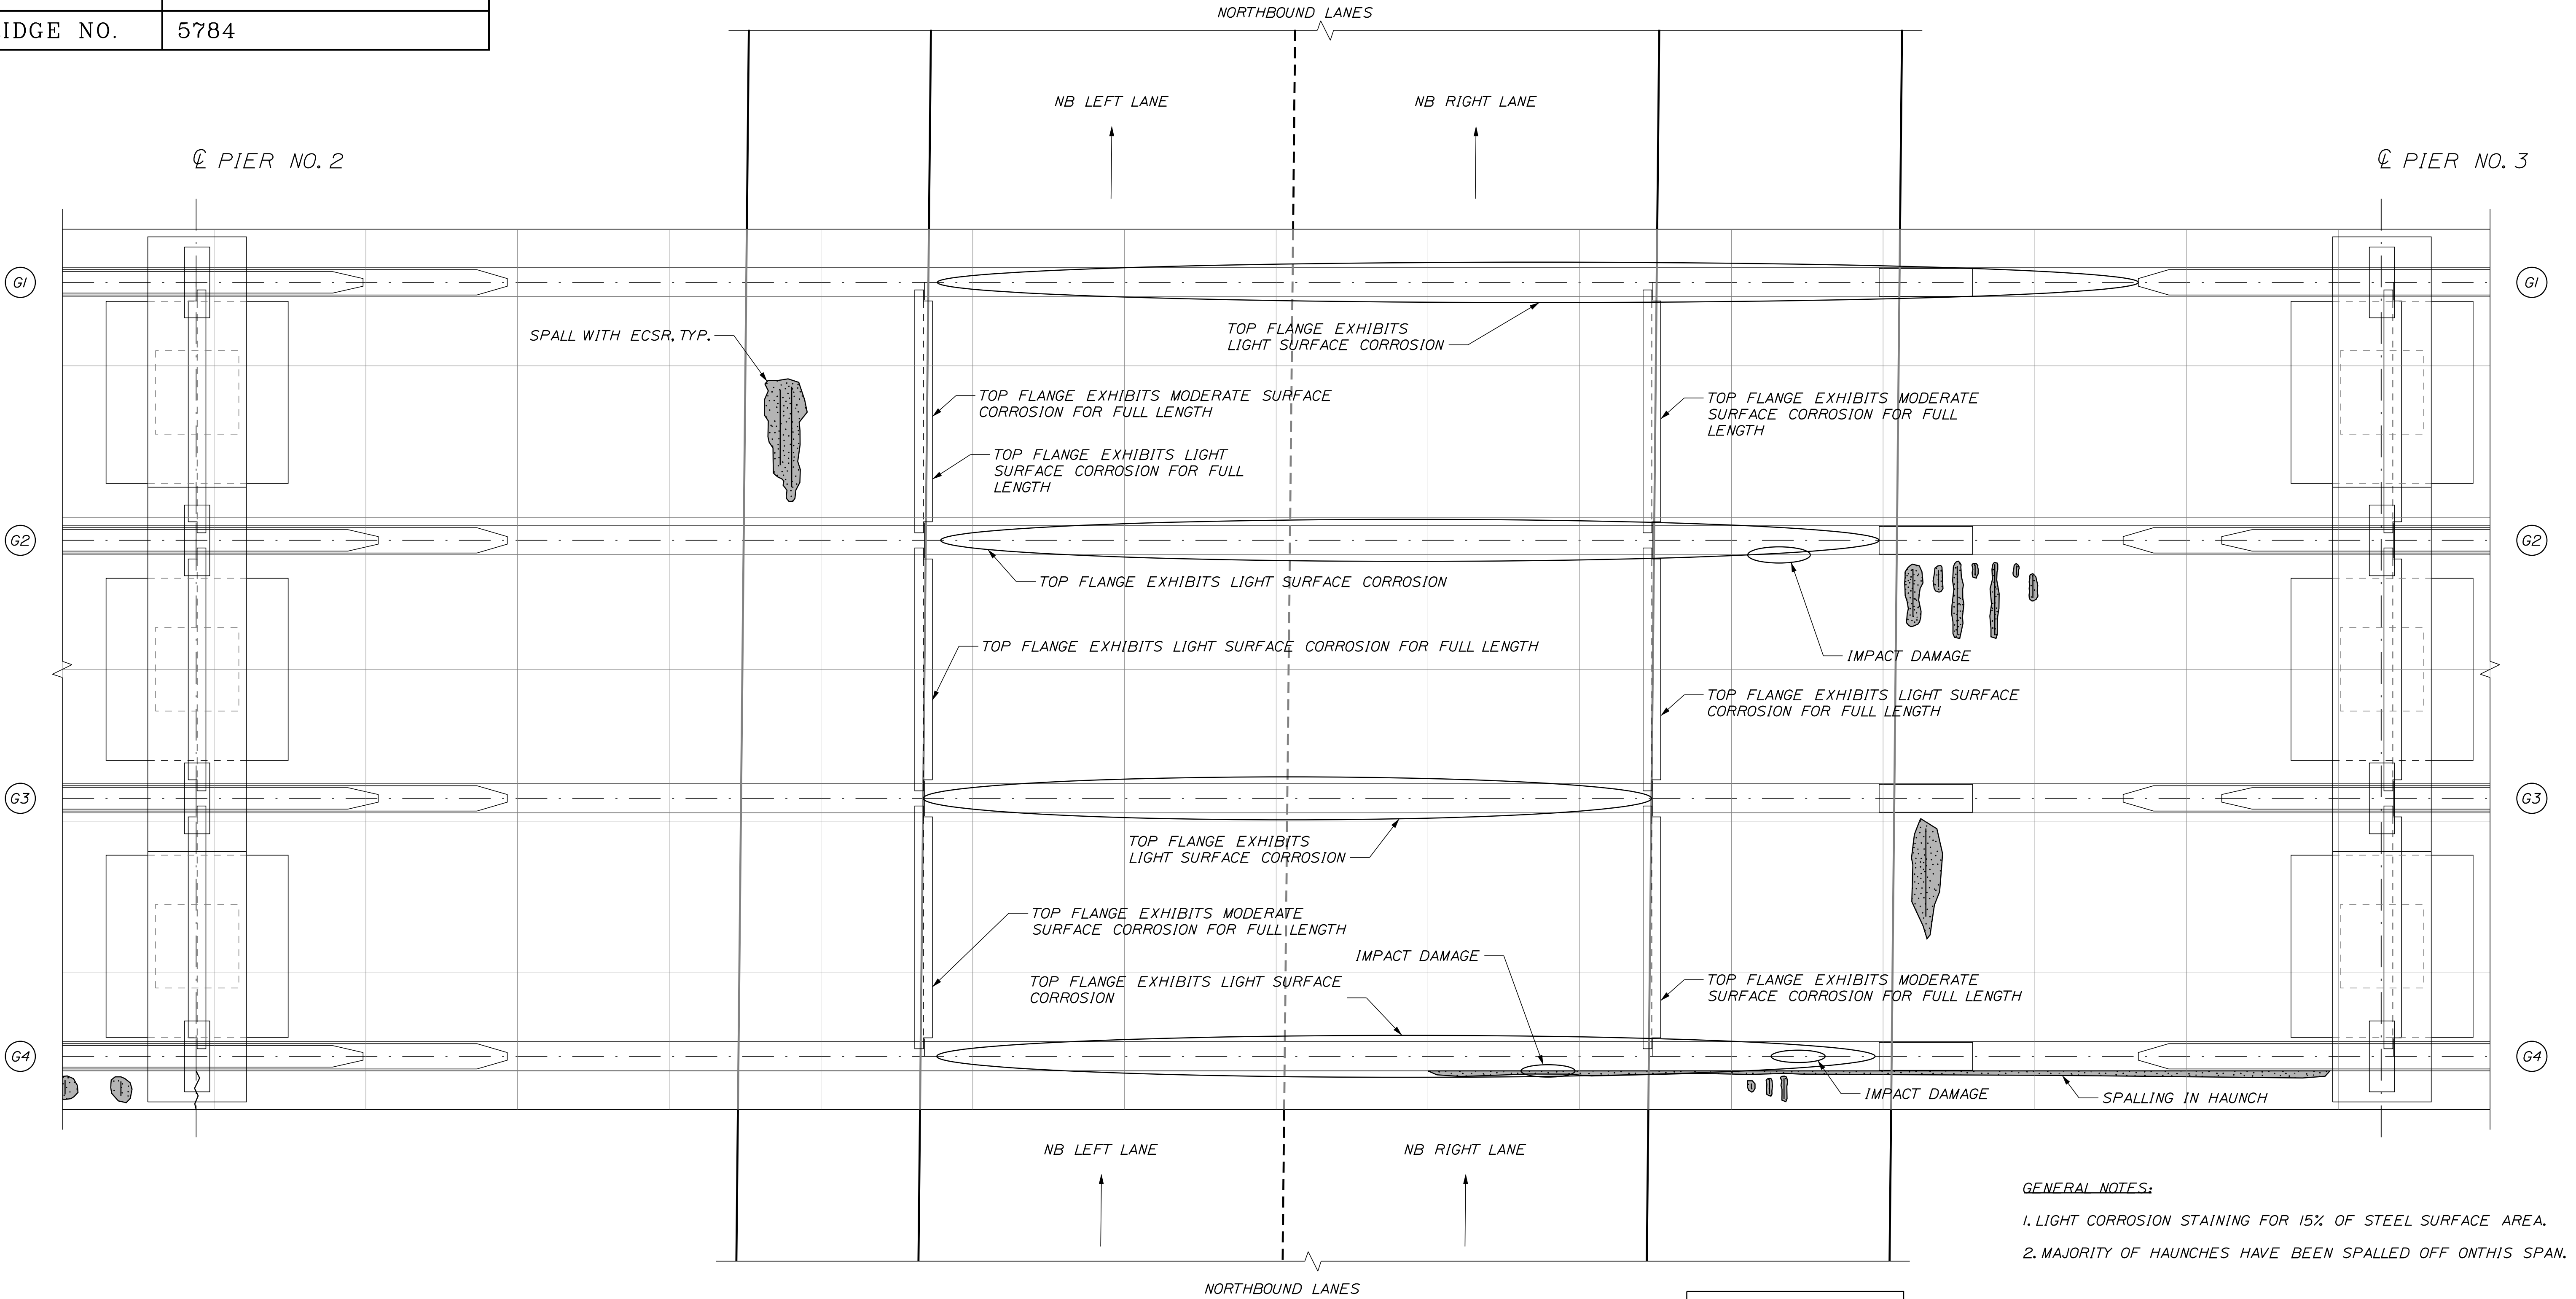 IDGE NO. 5784
NORTHBOUND LANES
NB LEFT LANE
NB RIGHT LANE
℄ PIER NO. 2
℄ PIER NO. 3
G1
G1
SPALL WITH ECSR, TYP.
TOP FLANGE EXHIBITS
LIGHT SURFACE CORROSION
TOP FLANGE EXHIBITS MODERATE SURFACE
CORROSION FOR FULL LENGTH
TOP FLANGE EXHIBITS MODERATE
SURFACE CORROSION FOR FULL
LENGTH
TOP FLANGE EXHIBITS LIGHT
SURFACE CORROSION FOR FULL
LENGTH
G2
G2
TOP FLANGE EXHIBITS LIGHT SURFACE CORROSION
TOP FLANGE EXHIBITS LIGHT SURFACE CORROSION FOR FULL LENGTH
IMPACT DAMAGE
TOP FLANGE EXHIBITS LIGHT SURFACE
CORROSION FOR FULL LENGTH
G3
G3
TOP FLANGE EXHIBITS
LIGHT SURFACE CORROSION
TOP FLANGE EXHIBITS MODERATE
SURFACE CORROSION FOR FULL LENGTH
IMPACT DAMAGE
TOP FLANGE EXHIBITS LIGHT SURFACE
CORROSION
TOP FLANGE EXHIBITS MODERATE
SURFACE CORROSION FOR FULL LENGTH
G4
G4
IMPACT DAMAGE
SPALLING IN HAUNCH
NB LEFT LANE
NB RIGHT LANE
GENERAL NOTES:
1. LIGHT CORROSION STAINING FOR 15% OF STEEL SURFACE AREA.
2. MAJORITY OF HAUNCHES HAVE BEEN SPALLED OFF ONTHIS SPAN.
NORTHBOUND LANES